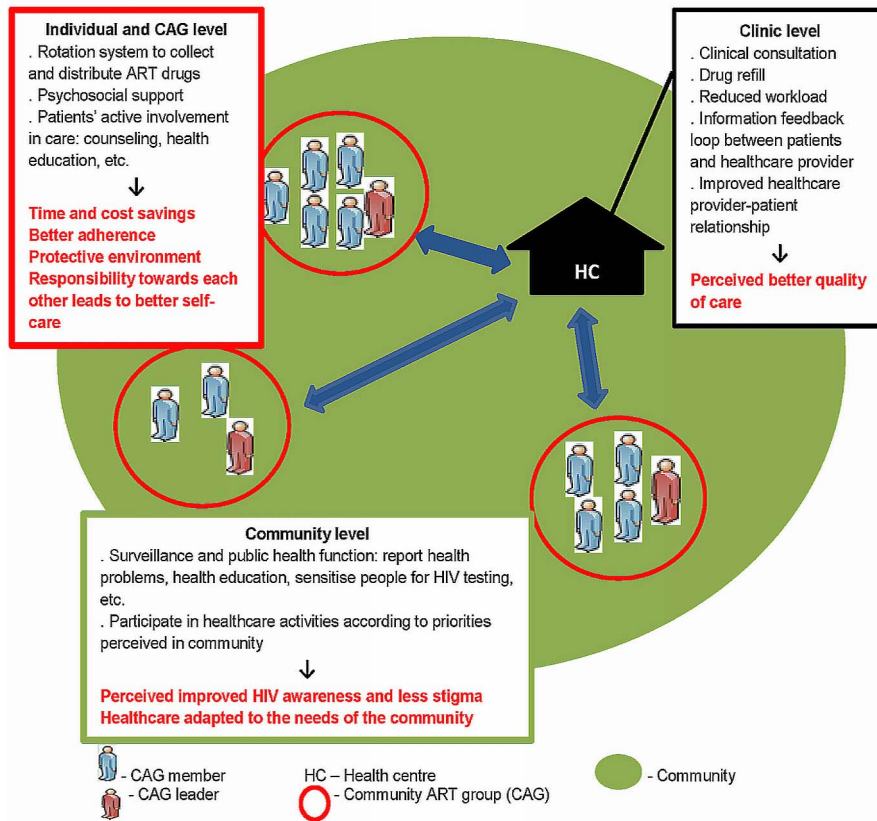 Individual and CAG level
. Rotation system to collect
and distribute ART drugs
. Psychosocial support
. Patients' active involvement
in care: counseling, health
education, etc.
↓
Time and cost savings
Better adherence
Protective environment
Responsibility towards each
other leads to better self-
care
Clinic level
. Clinical consultation
. Drug refill
. Reduced workload
. Information feedback
loop between patients
and healthcare provider
. Improved healthcare
provider-patient
relationship
↓
Perceived better quality
of care
HC
Community level
. Surveillance and public health function: report health
problems, health education, sensitise people for HIV testing,
etc.
. Participate in healthcare activities according to priorities
perceived in community
↓
Perceived improved HIV awareness and less stigma
Healthcare adapted to the needs of the community
- CAG member
- CAG leader
HC – Health centre
- Community ART group (CAG)
- Community